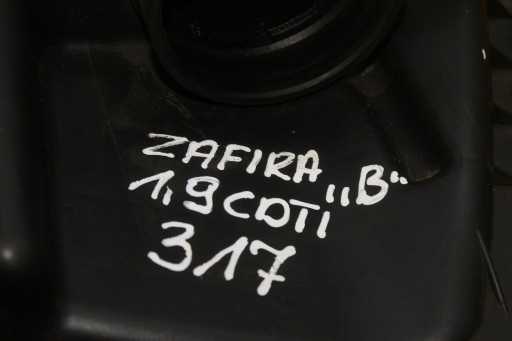 ZAFIRA „B“
1,9 CDTI
317